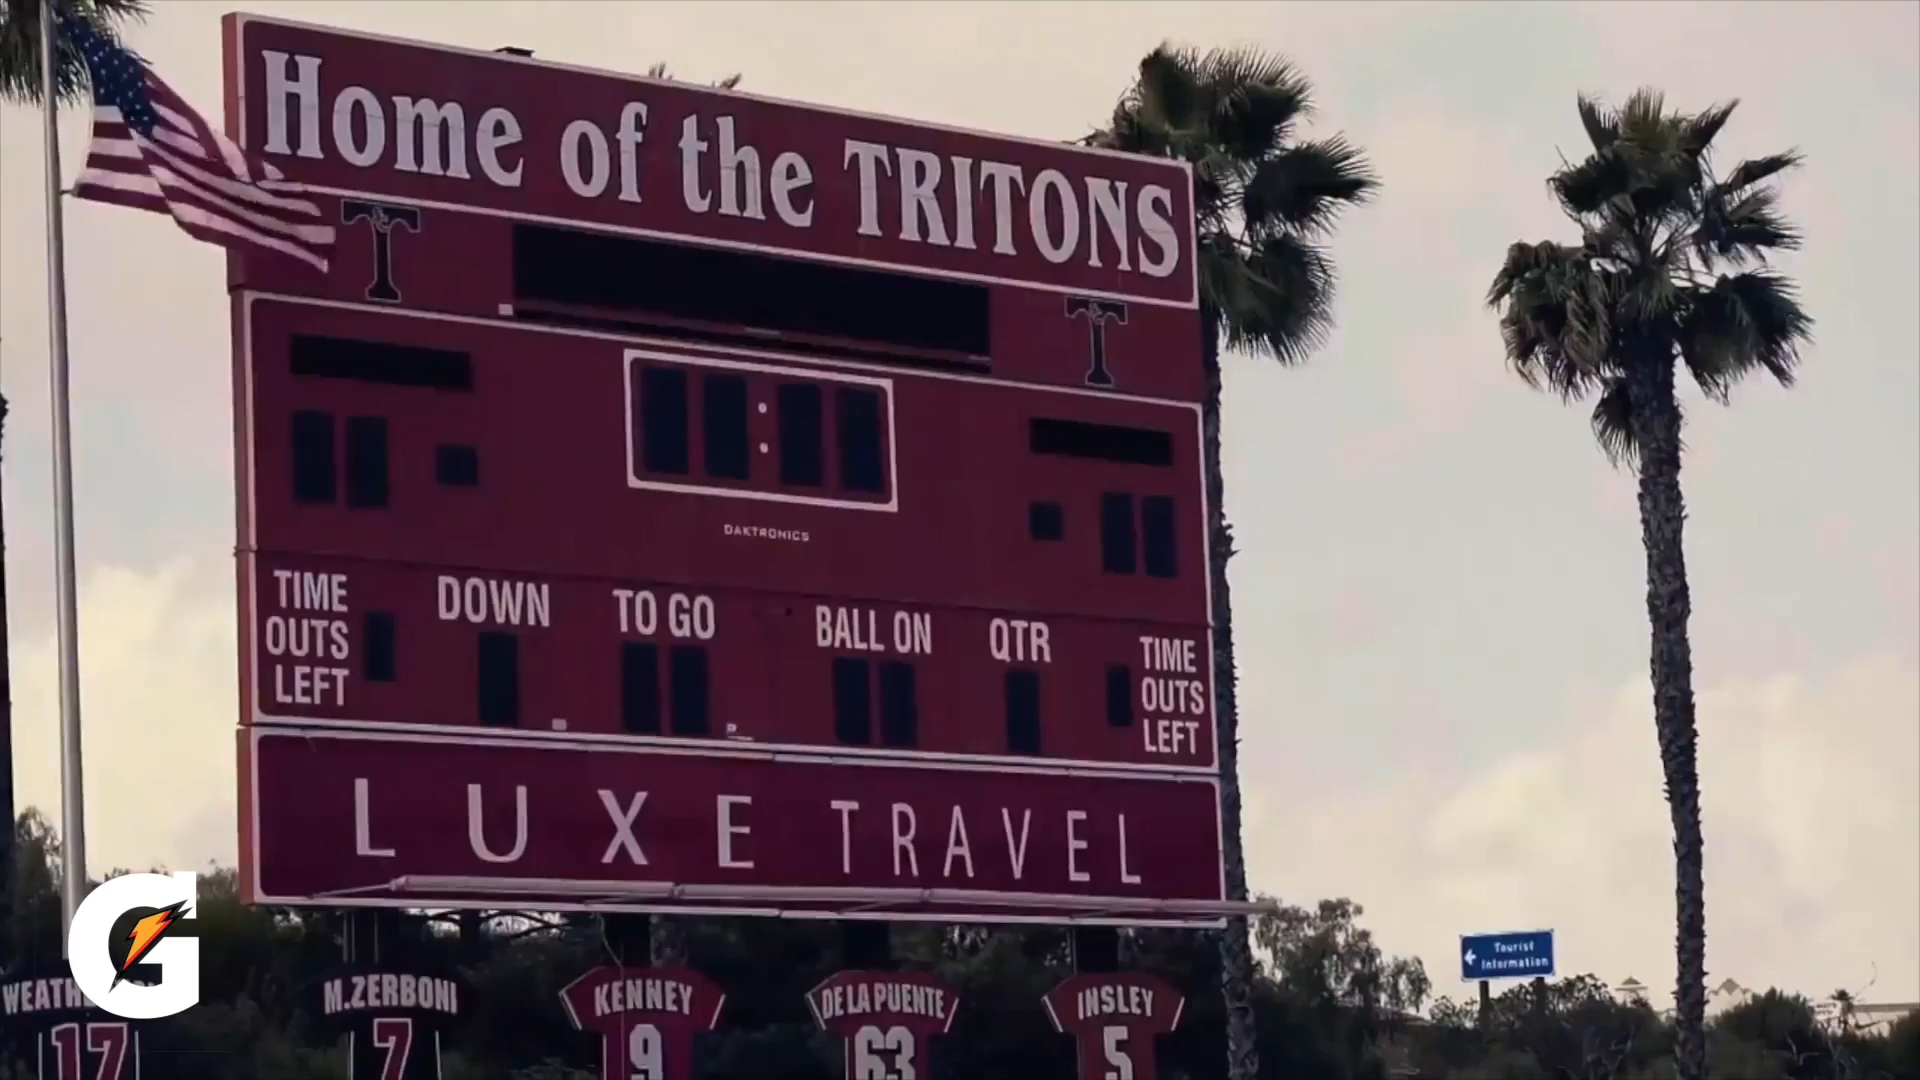 Home of the TRITONS
T
T
DAKTRONICS
TIME OUTS LEFT
DOWN
TO GO
BALL ON
QTR
TIME OUTS LEFT
LUXE TRAVEL
Tourist
Information
G
M.ZERBONI
KENNEY
DE LA PUENTE
INSLEY
17
7
9
63
5